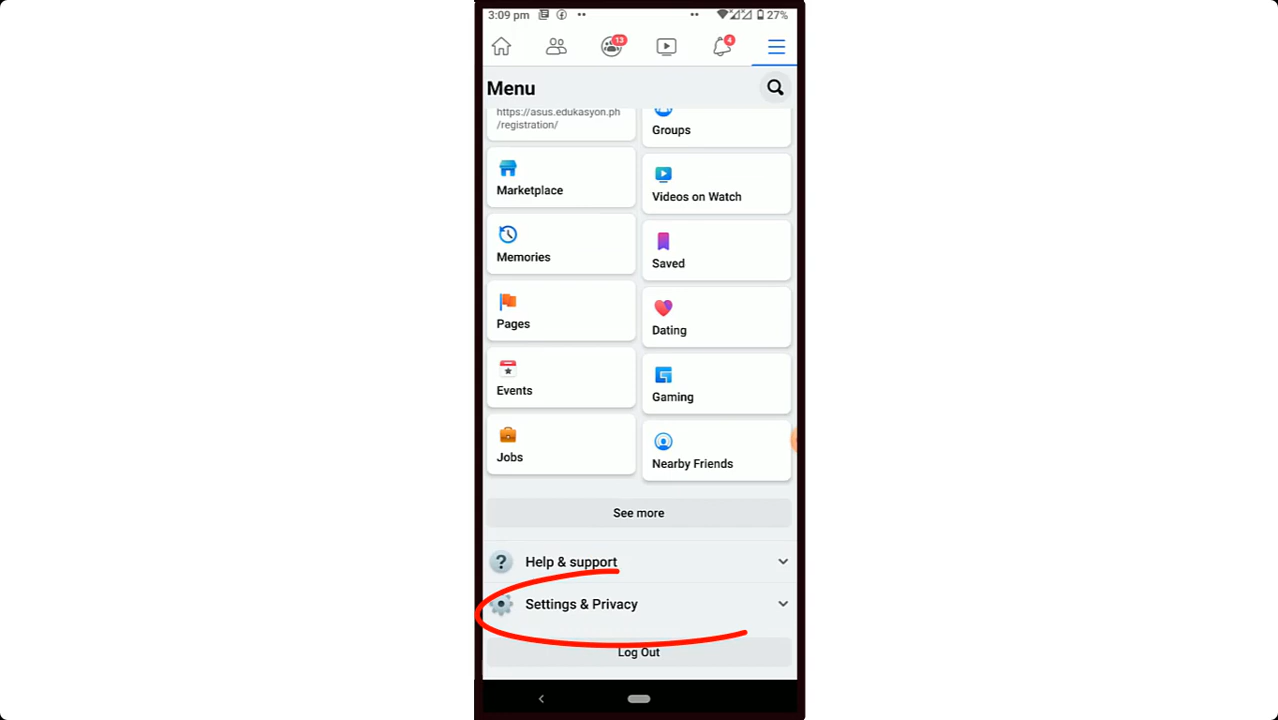 3:09 pm
27%
13
4
Menu
https://asus.edukasyon.ph
/registration/
Groups
Marketplace
Videos on Watch
Memories
Saved
Pages
Dating
Events
Gaming
Jobs
Nearby Friends
See more
Help & support
Settings & Privacy
Log Out